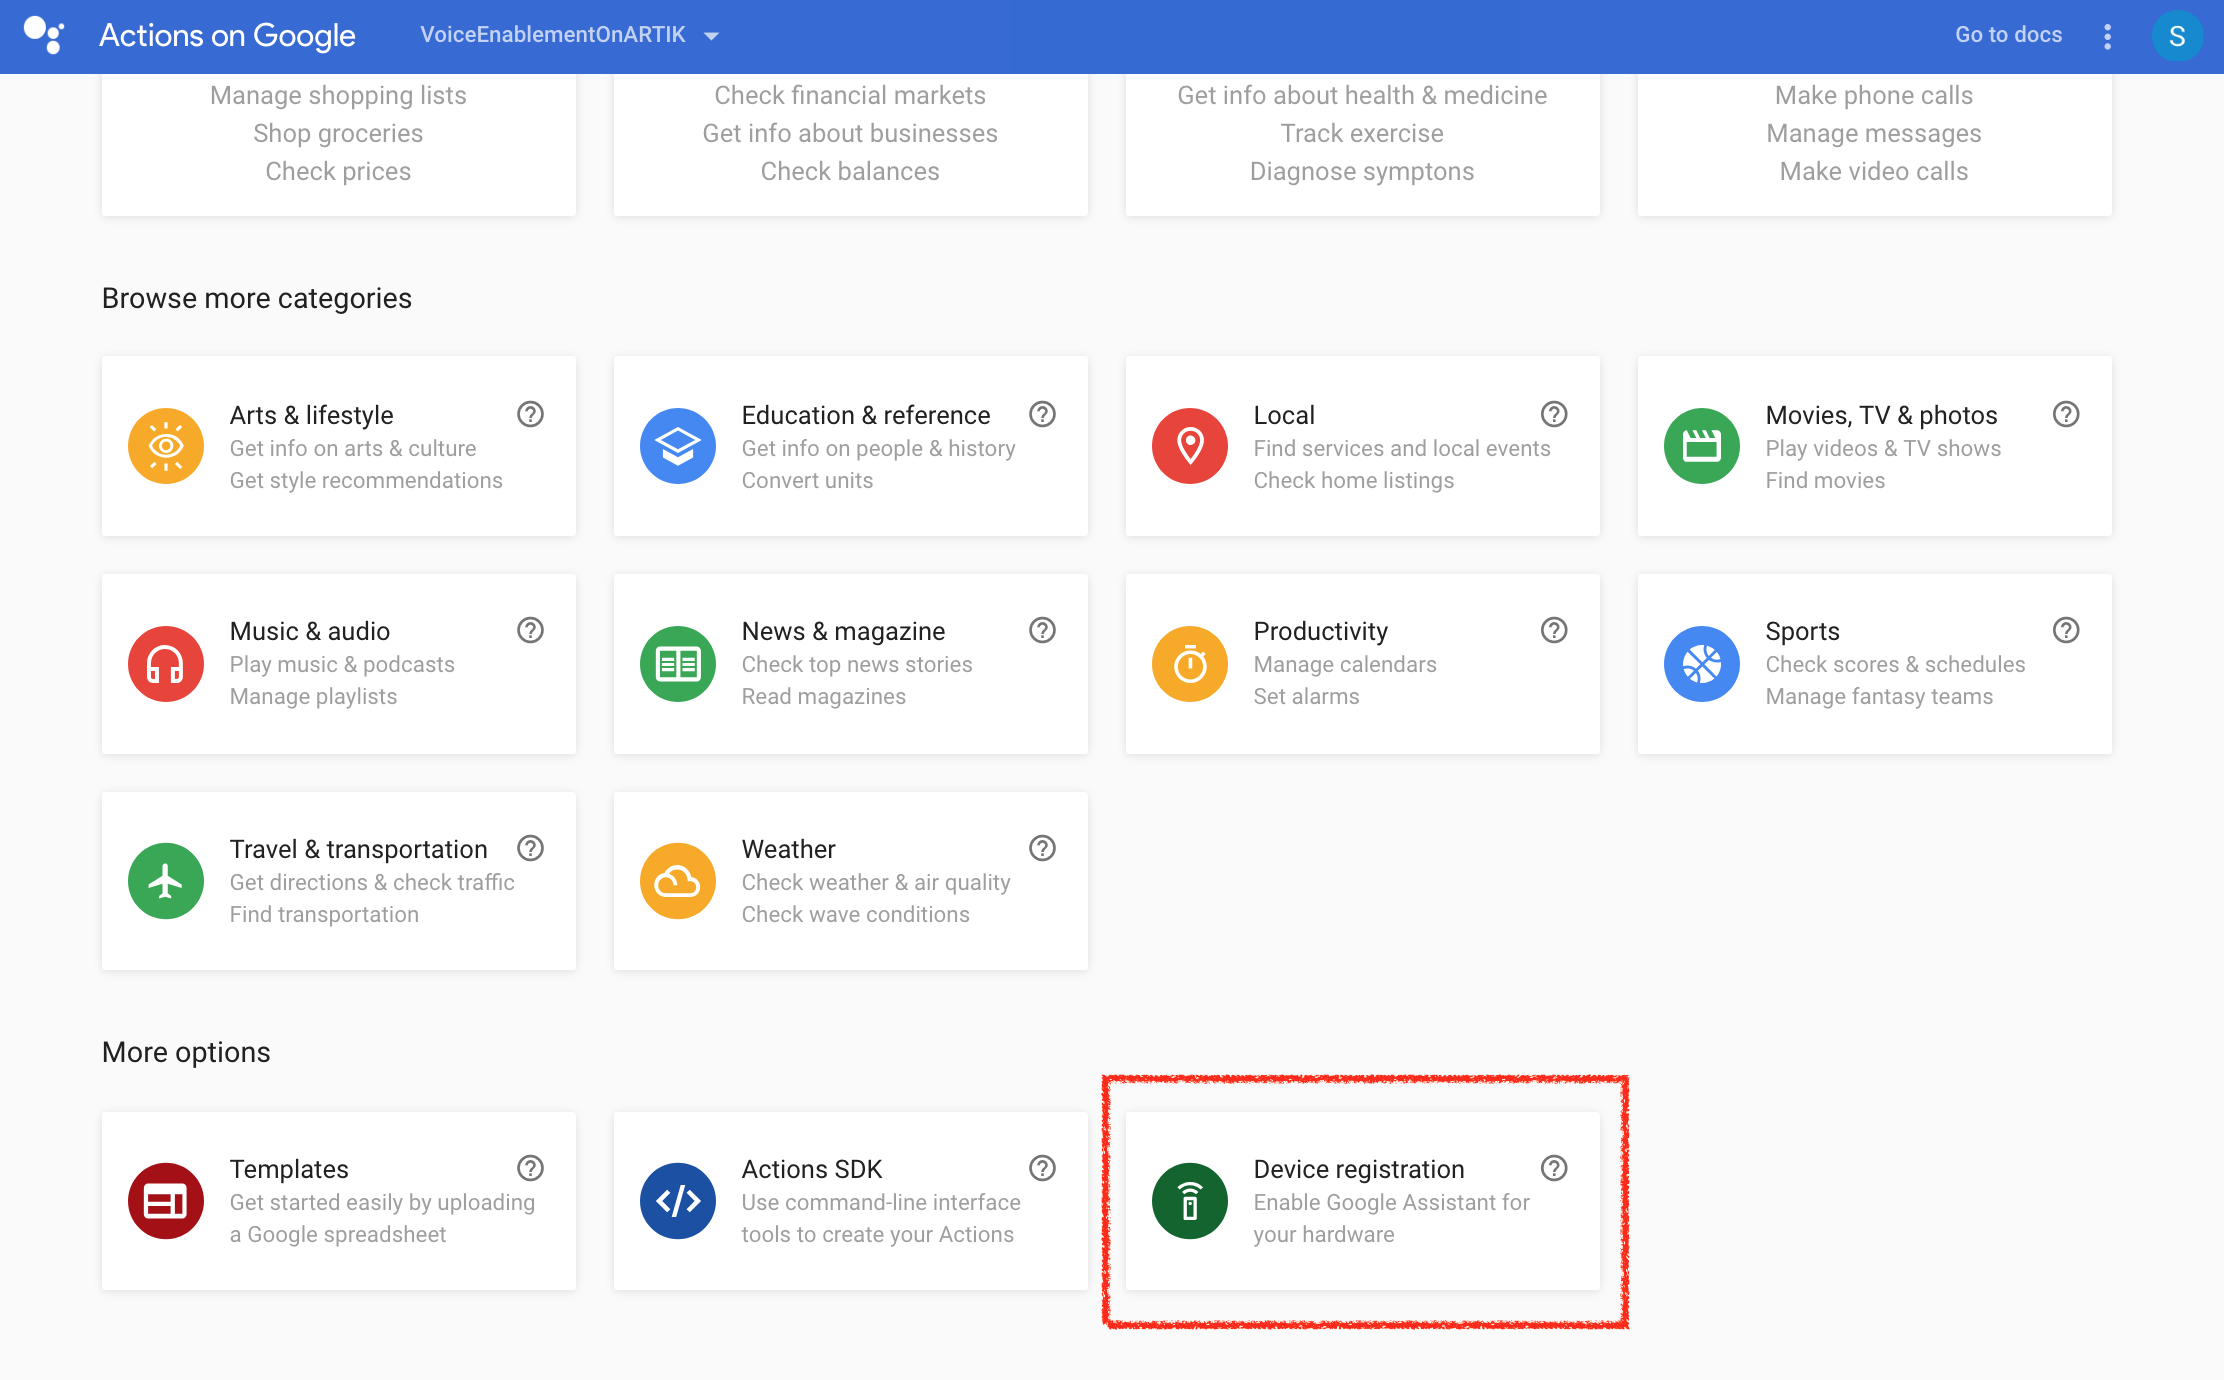 Actions on Google
VoiceEnablementOnARTIK
Go to docs
S
Manage shopping lists
Shop groceries
Check prices
Check financial markets
Get info about businesses
Check balances
Get info about health & medicine
Track exercise
Diagnose symptons
Make phone calls
Manage messages
Make video calls
Browse more categories
Arts & lifestyle
Get info on arts & culture
Get style recommendations
Education & reference
Get info on people & history
Convert units
Local
Find services and local events
Check home listings
Movies, TV & photos
Play videos & TV shows
Find movies
Music & audio
Play music & podcasts
Manage playlists
News & magazine
Check top news stories
Read magazines
Productivity
Manage calendars
Set alarms
Sports
Check scores & schedules
Manage fantasy teams
Travel & transportation
Get directions & check traffic
Find transportation
Weather
Check weather & air quality
Check wave conditions
More options
Templates
Get started easily by uploading
a Google spreadsheet
Actions SDK
Use command-line interface
tools to create your Actions
Device registration
Enable Google Assistant for
your hardware